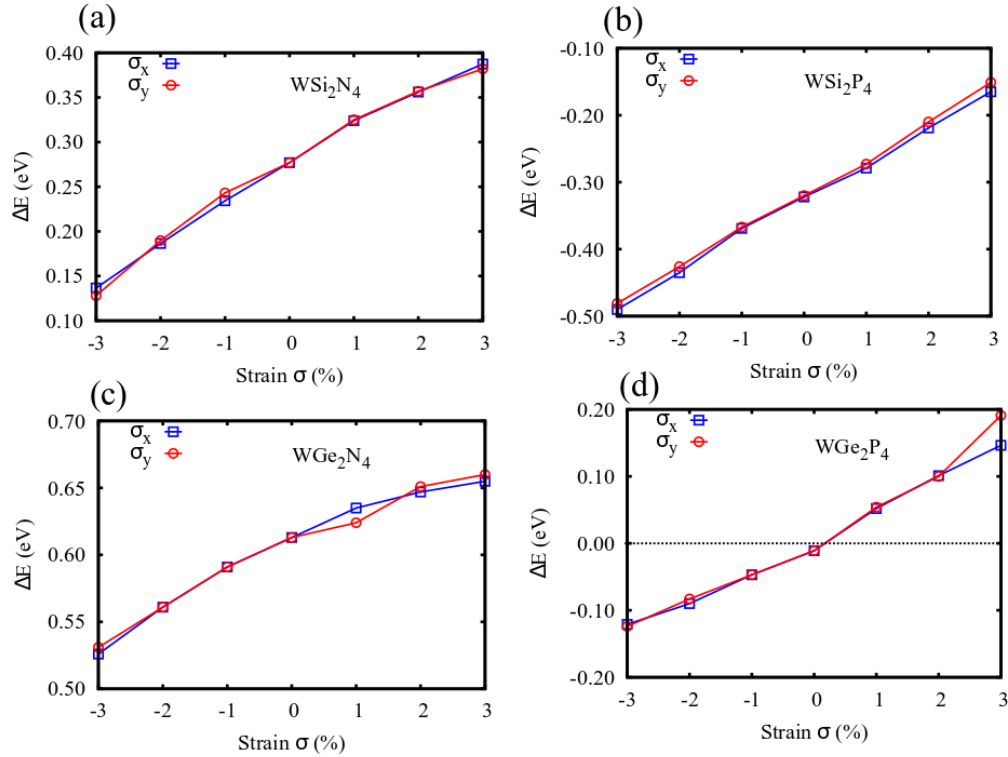 (a)
0.40
0.35
0.30
0.25
0.20
0.15
0.10
ΔE (eV)
σx
σy
WSi2N4
-3 -2 -1 0 1 2 3
Strain σ (%)
(b)
-0.10
-0.20
-0.30
-0.40
-0.50
ΔE (eV)
σx
σy
WSi2P4
-3 -2 -1 0 1 2 3
Strain σ (%)
(c)
0.70
0.65
0.60
0.55
0.50
ΔE (eV)
σx
σy
WGe2N4
-3 -2 -1 0 1 2 3
Strain σ (%)
(d)
0.20
0.10
0.00
-0.10
-0.20
ΔE (eV)
σx
σy
WGe2P4
-3 -2 -1 0 1 2 3
Strain σ (%)